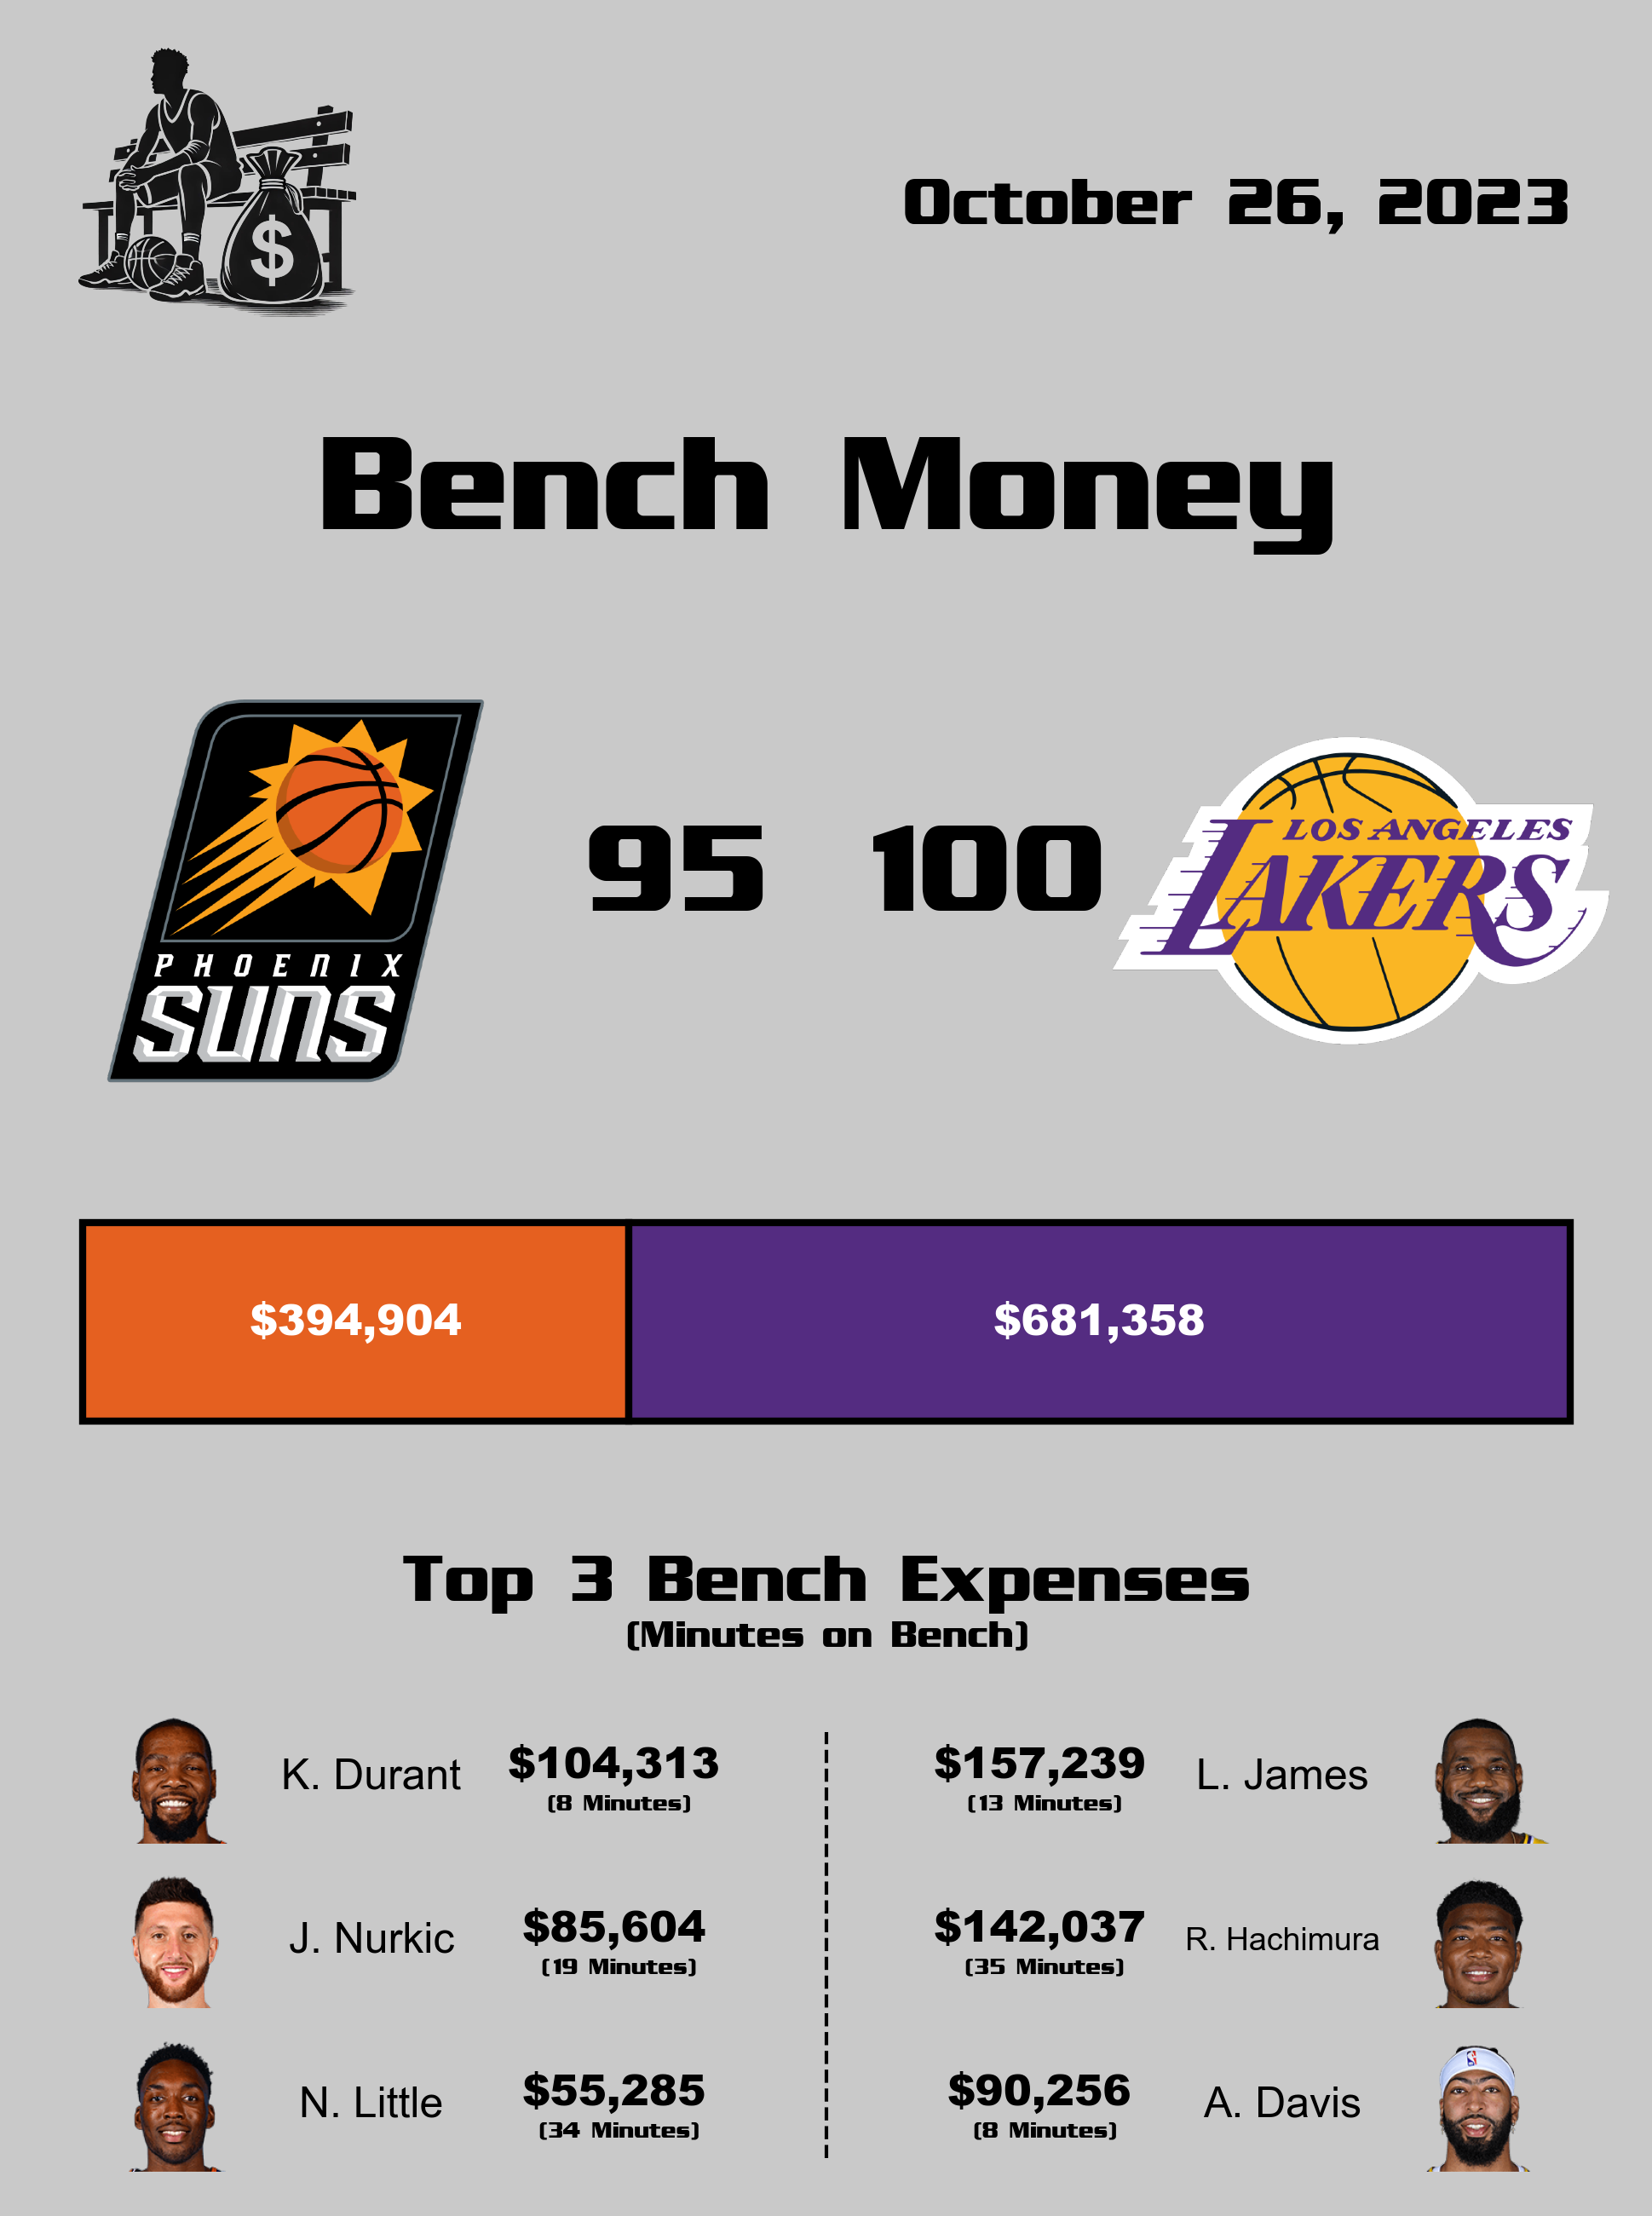 $
October 26, 2023
Bench Money
PHOENIX
SUNS
95 100
LOS ANGELES
LAKERS
$394,904 $681,358
Top 3 Bench Expenses
(Minutes on Bench)
K. Durant $104,313 $157,239 L. James
(8 Minutes) (13 Minutes)
J. Nurkic $85,604 $142,037 R. Hachimura
(19 Minutes) (35 Minutes)
N. Little $55,285 $90,256 A. Davis
(34 Minutes) (8 Minutes)